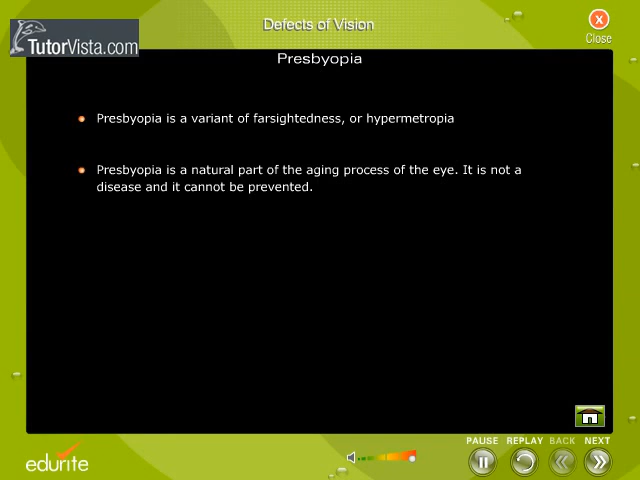 Defects of Vision
X
Close
TutorVista.com
Presbyopia
Presbyopia is a variant of farsightedness, or hypermetropia
Presbyopia is a natural part of the aging process of the eye. It is not a
disease and it cannot be prevented.
PAUSE REPLAY BACK NEXT
edurite